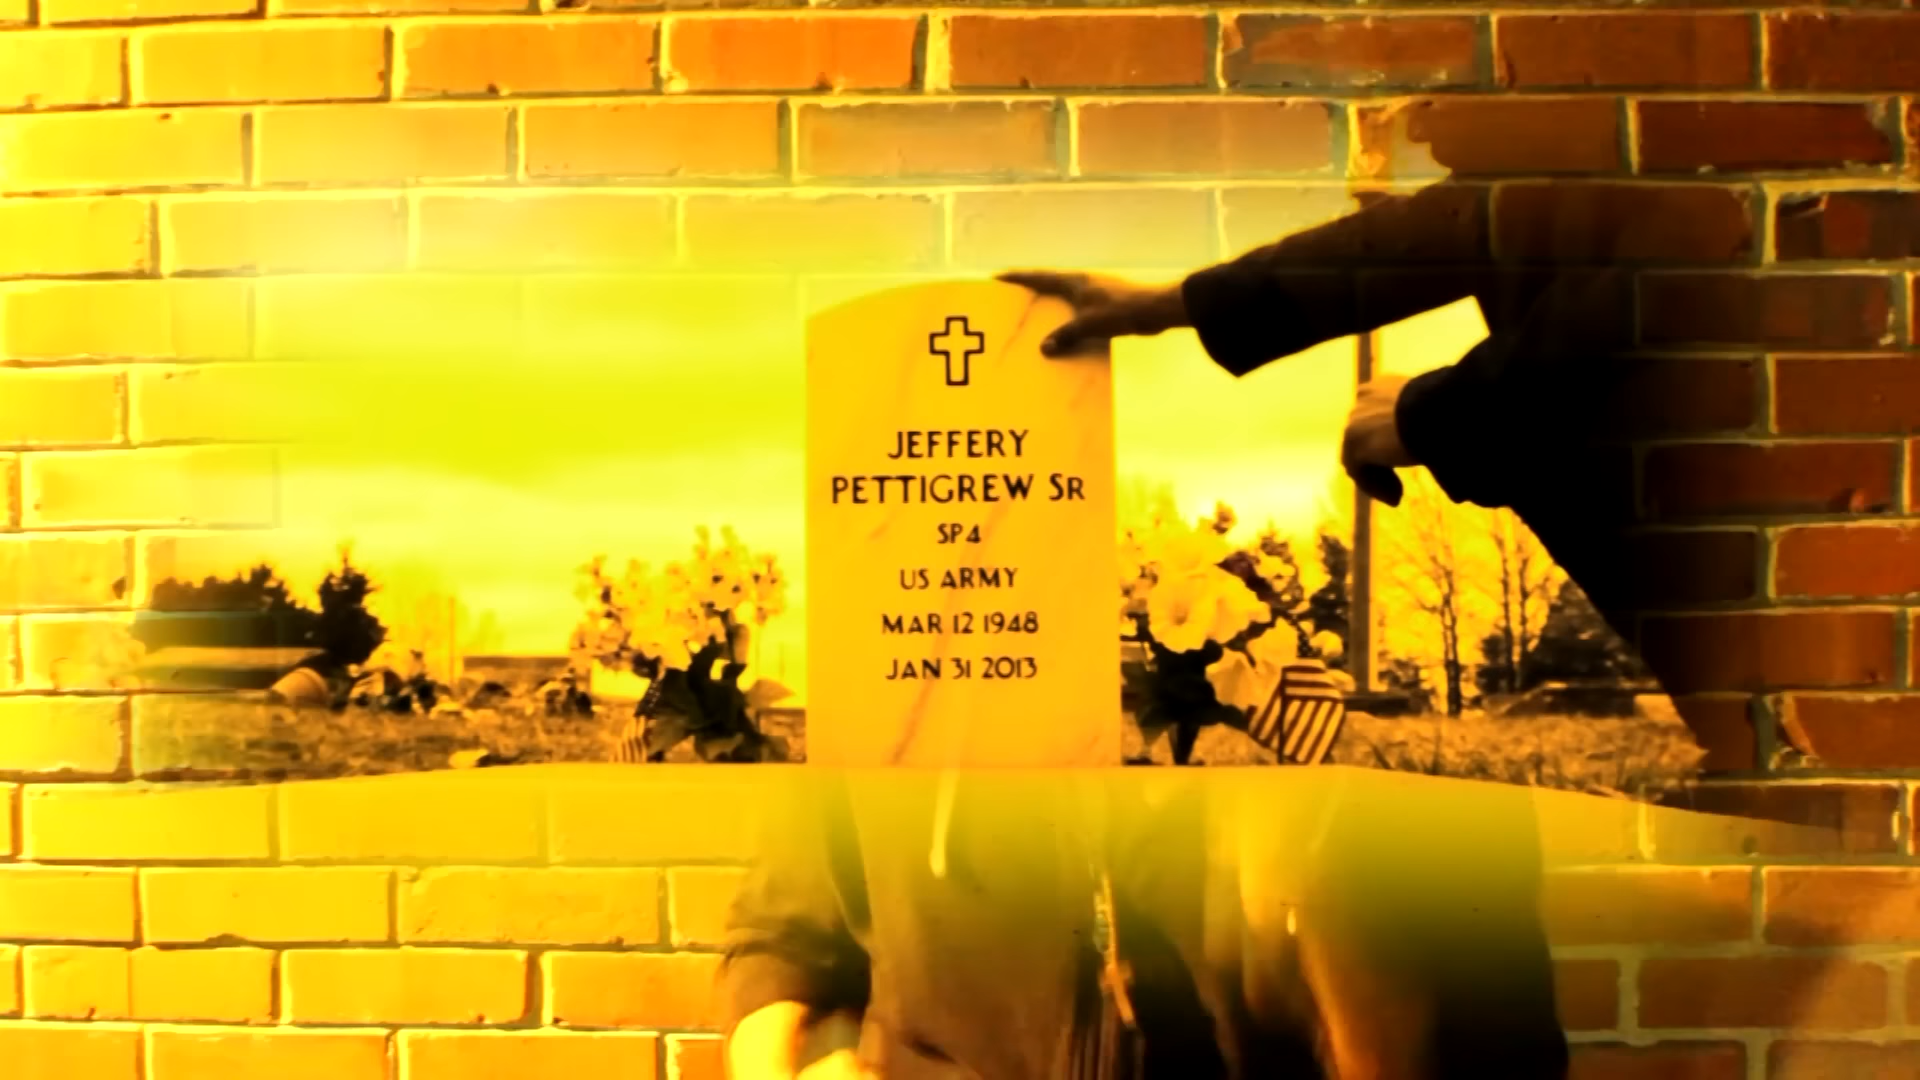 JEFFERY
PETTIGREW SR
SP4
US ARMY
MAR 12 1948
JAN 31 2013